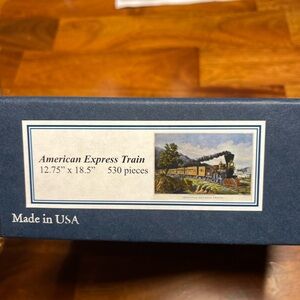 American Express Train
12.75" x 18.5" 530 pieces
Made in USA